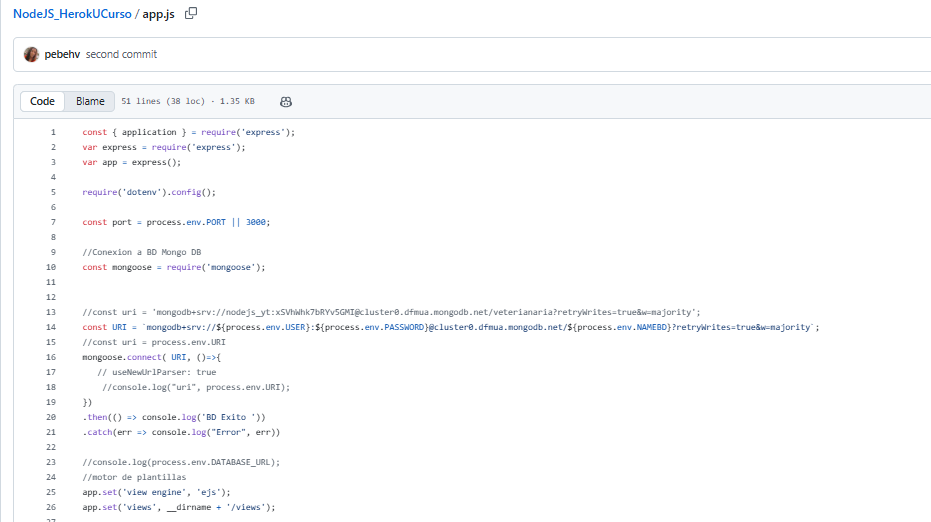 NodeJS_HerokUCurso / app.js
pebehv second commit
Code Blame 51 lines (38 loc) · 1.35 KB
1 const { application } = require('express');
2 var express = require('express');
3 var app = express();
4
5 require('dotenv').config();
6
7 const port = process.env.PORT || 3000;
8
9 //Conexion a BD Mongo DB
10 const mongoose = require('mongoose');
11
12
13 //const uri = 'mongodb+srv://nodejs_yt:@cluster0.dfmua.mongodb.net/veterianaria?retryWrites=true&w=majority';
14 const URI = `mongodb+srv://${process.env.USER}:${process.env.PASSWORD}@cluster0.dfmua.mongodb.net/${process.env.NAMEBD}?retryWrites=true&w=majority`;
15 //const uri = process.env.URI
16 mongoose.connect( URI, ()=>{
17 // useNewUrlParser: true
18 //console.log("uri", process.env.URI);
19 })
20 .then(() => console.log('BD Exito '))
21 .catch(err => console.log("Error", err))
22
23 //console.log(process.env.DATABASE_URL);
24 //motor de plantillas
25 app.set('view engine', 'ejs');
26 app.set('views', __dirname + '/views');